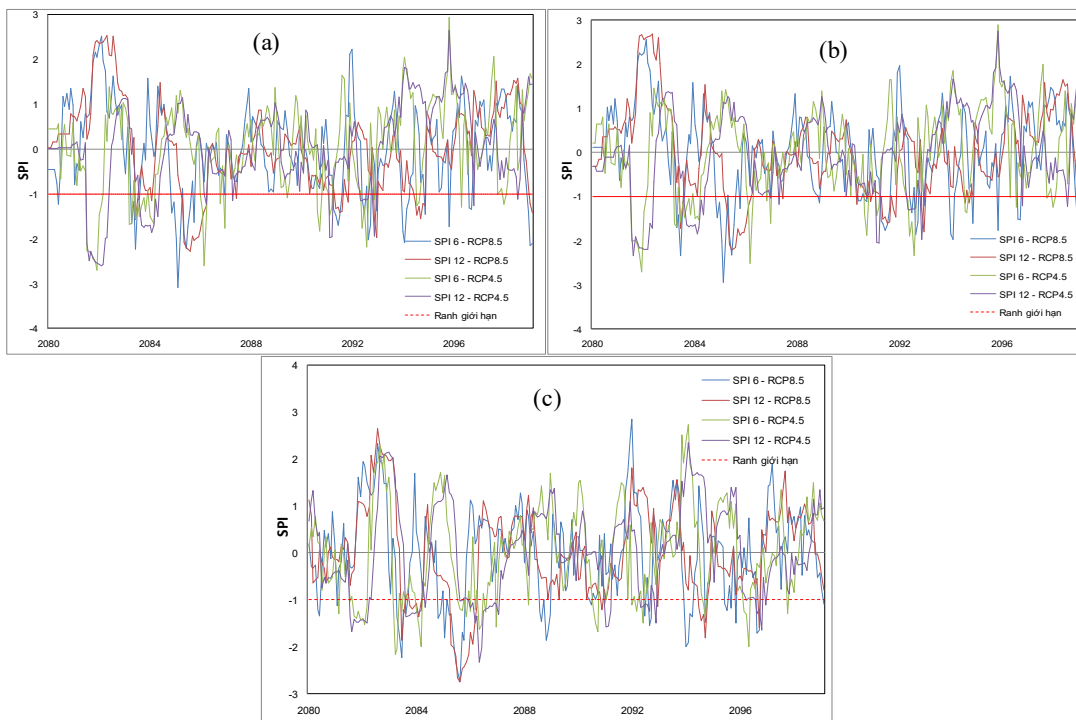 (a)
3
2
1
0
-1
-2
-3
-4
SPI
SPI 6 - RCP8.5
SPI 12 - RCP8.5
SPI 6 - RCP4.5
SPI 12 - RCP4.5
Ranh giới hạn
2080 2084 2088 2092 2096
(b)
3
2
1
0
-1
-2
-3
-4
SPI
SPI 6 - RCP8.5
SPI 12 - RCP8.5
SPI 6 - RCP4.5
SPI 12 - RCP4.5
Ranh giới hạn
2080 2084 2088 2092 2096
(c)
4
3
2
1
0
-1
-2
-3
SPI
SPI 6 - RCP8.5
SPI 12 - RCP8.5
SPI 6 - RCP4.5
SPI 12 - RCP4.5
Ranh giới hạn
2080 2084 2088 2092 2096